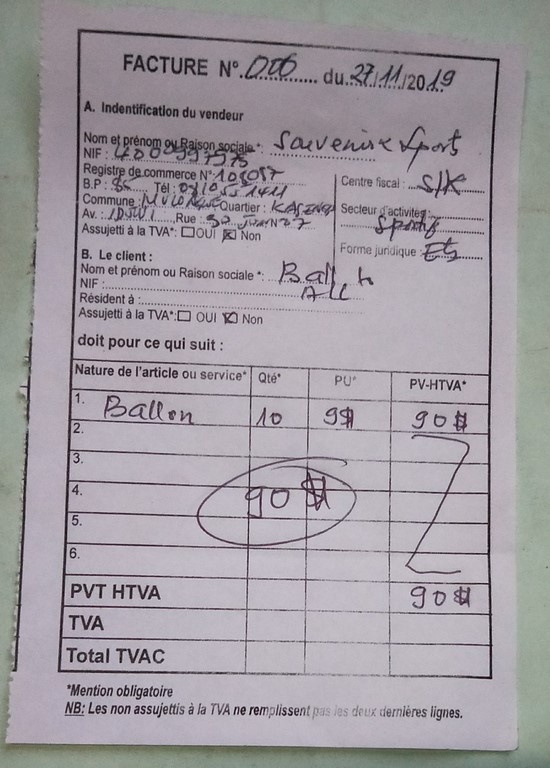 FACTURE N°. 006 du 27/11/2019
A. Indentification du vendeur
Nom et prénom ou Raison sociale *: Souvenir Sports
NIF : 4000997575
Registre de commerce N° 108057
B.P : Tél :
Centre fiscal : S/K
Commune : Quartier :
Secteur d'activités : Sportif
Av. : Rue :
Assujetti à la TVA*: OUI Non
Forme juridique : Ets
B. Le client :
Nom et prénom ou Raison sociale *:
NIF :
Résident à :
Assujetti à la TVA*: OUI Non
doit pour ce qui suit :
Nature de l'article ou service* Qté* PU* PV-HTVA*
1. Ballon 10 9$ 90$
2.
3.
4. 90$
5.
6.
PVT HTVA 90$
TVA
Total TVAC
*Mention obligatoire
NB: Les non assujettis à la TVA ne remplissent pas les deux dernières lignes.